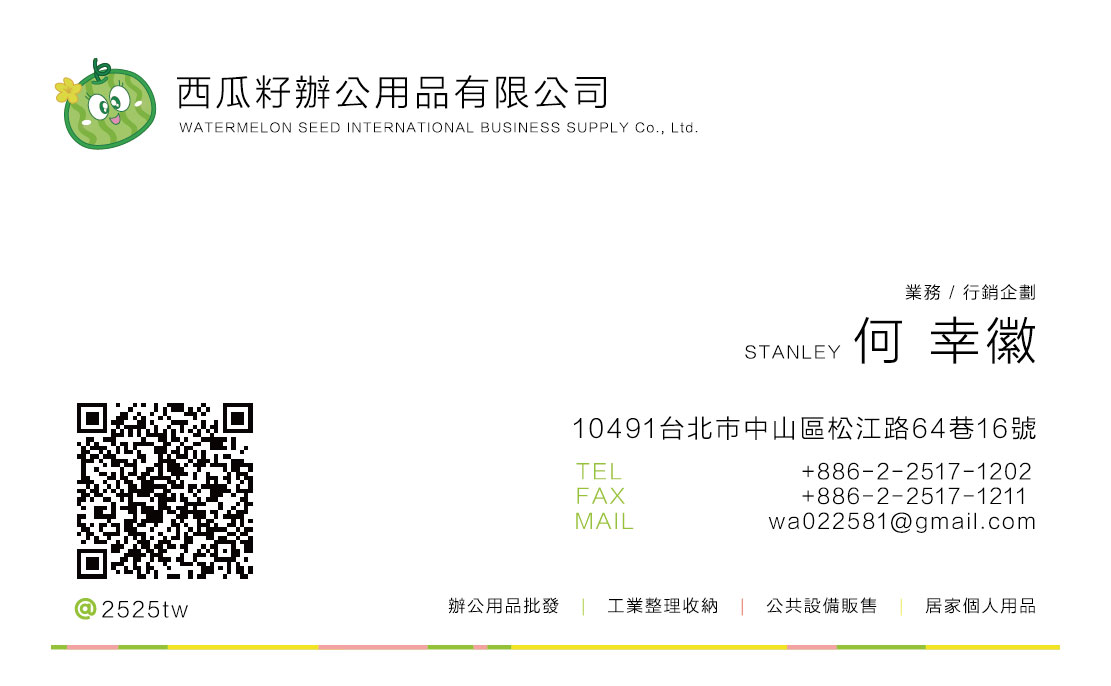 西瓜籽辦公用品有限公司
WATERMELON SEED INTERNATIONAL BUSINESS SUPPLY Co., Ltd.
業務 / 行銷企劃
STANLEY 何 幸徽
10491台北市中山區松江路64巷16號
TEL +886-2-2517-1202
FAX +886-2-2517-1211
MAIL wa022581@gmail.com
@2525tw
辦公用品批發 | 工業整理收納 | 公共設備販售 | 居家個人用品